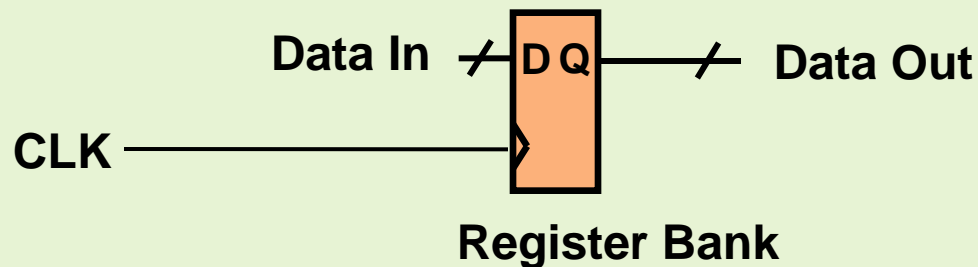 Data In
D Q
Data Out
CLK
Register Bank